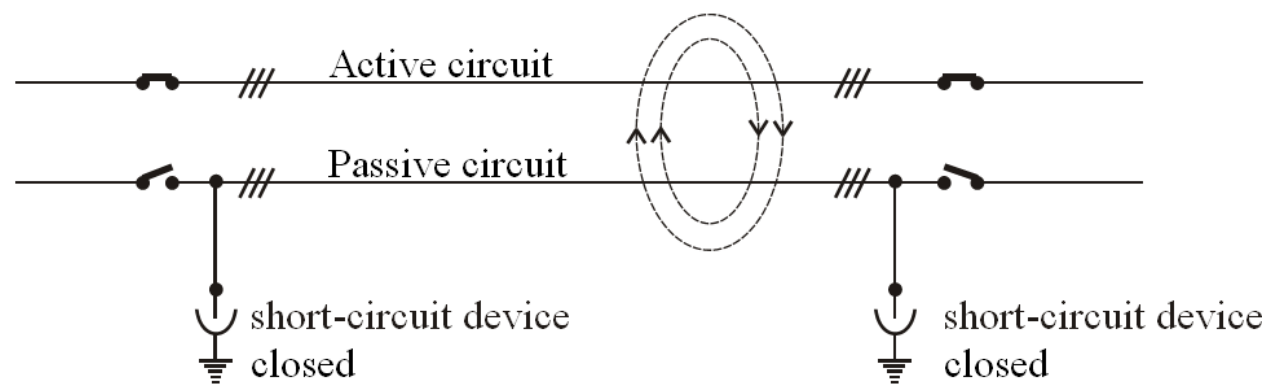 Active circuit
Passive circuit
short-circuit device
closed
short-circuit device
closed